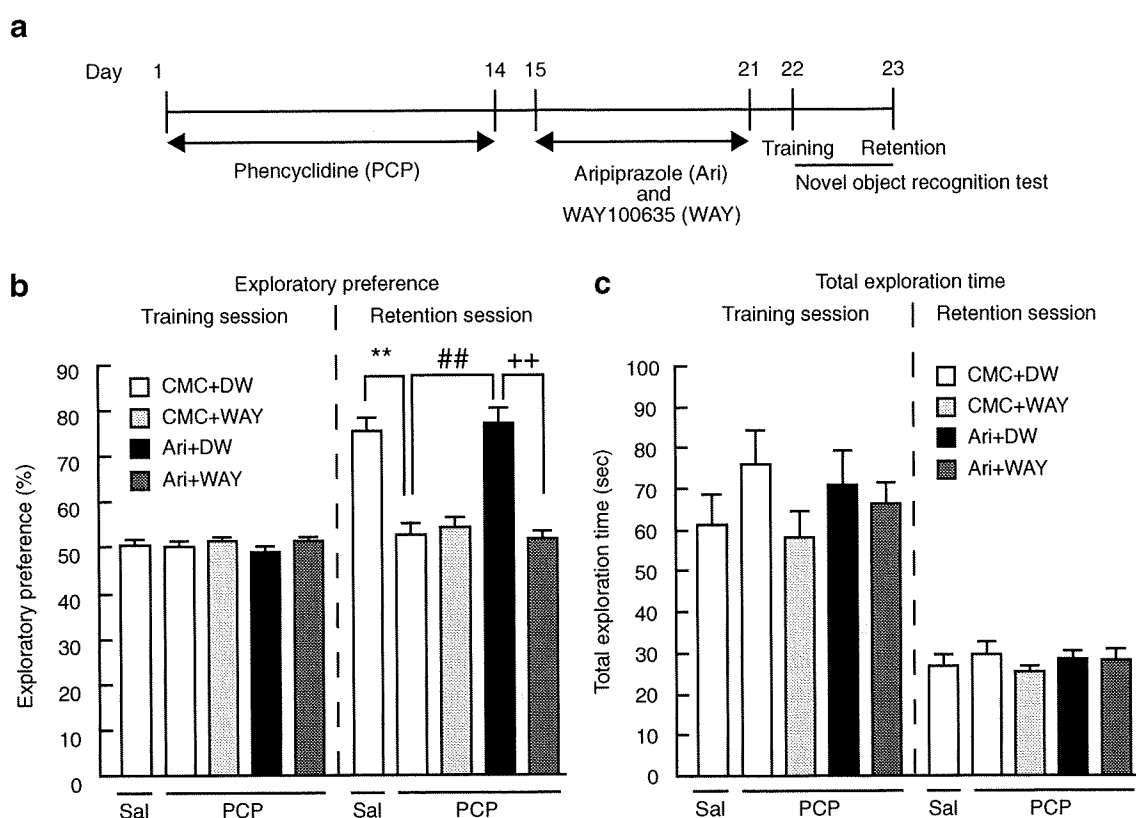 a
Day 1 14 15 21 22 23
Training Retention
Phencyclidine (PCP)
Aripiprazole (Ari)
and
WAY100635 (WAY)
Novel object recognition test
b
Exploratory preference
Training session
Retention session
** ## ++
CMC+DW
CMC+WAY
Ari+DW
Ari+WAY
Exploratory preference (%)
90
80
70
60
50
40
30
20
10
0
Sal PCP Sal PCP
c
Total exploration time
Training session
Retention session
CMC+DW
CMC+WAY
Ari+DW
Ari+WAY
Total exploration time (sec)
100
90
80
70
60
50
40
30
20
10
0
Sal PCP Sal PCP